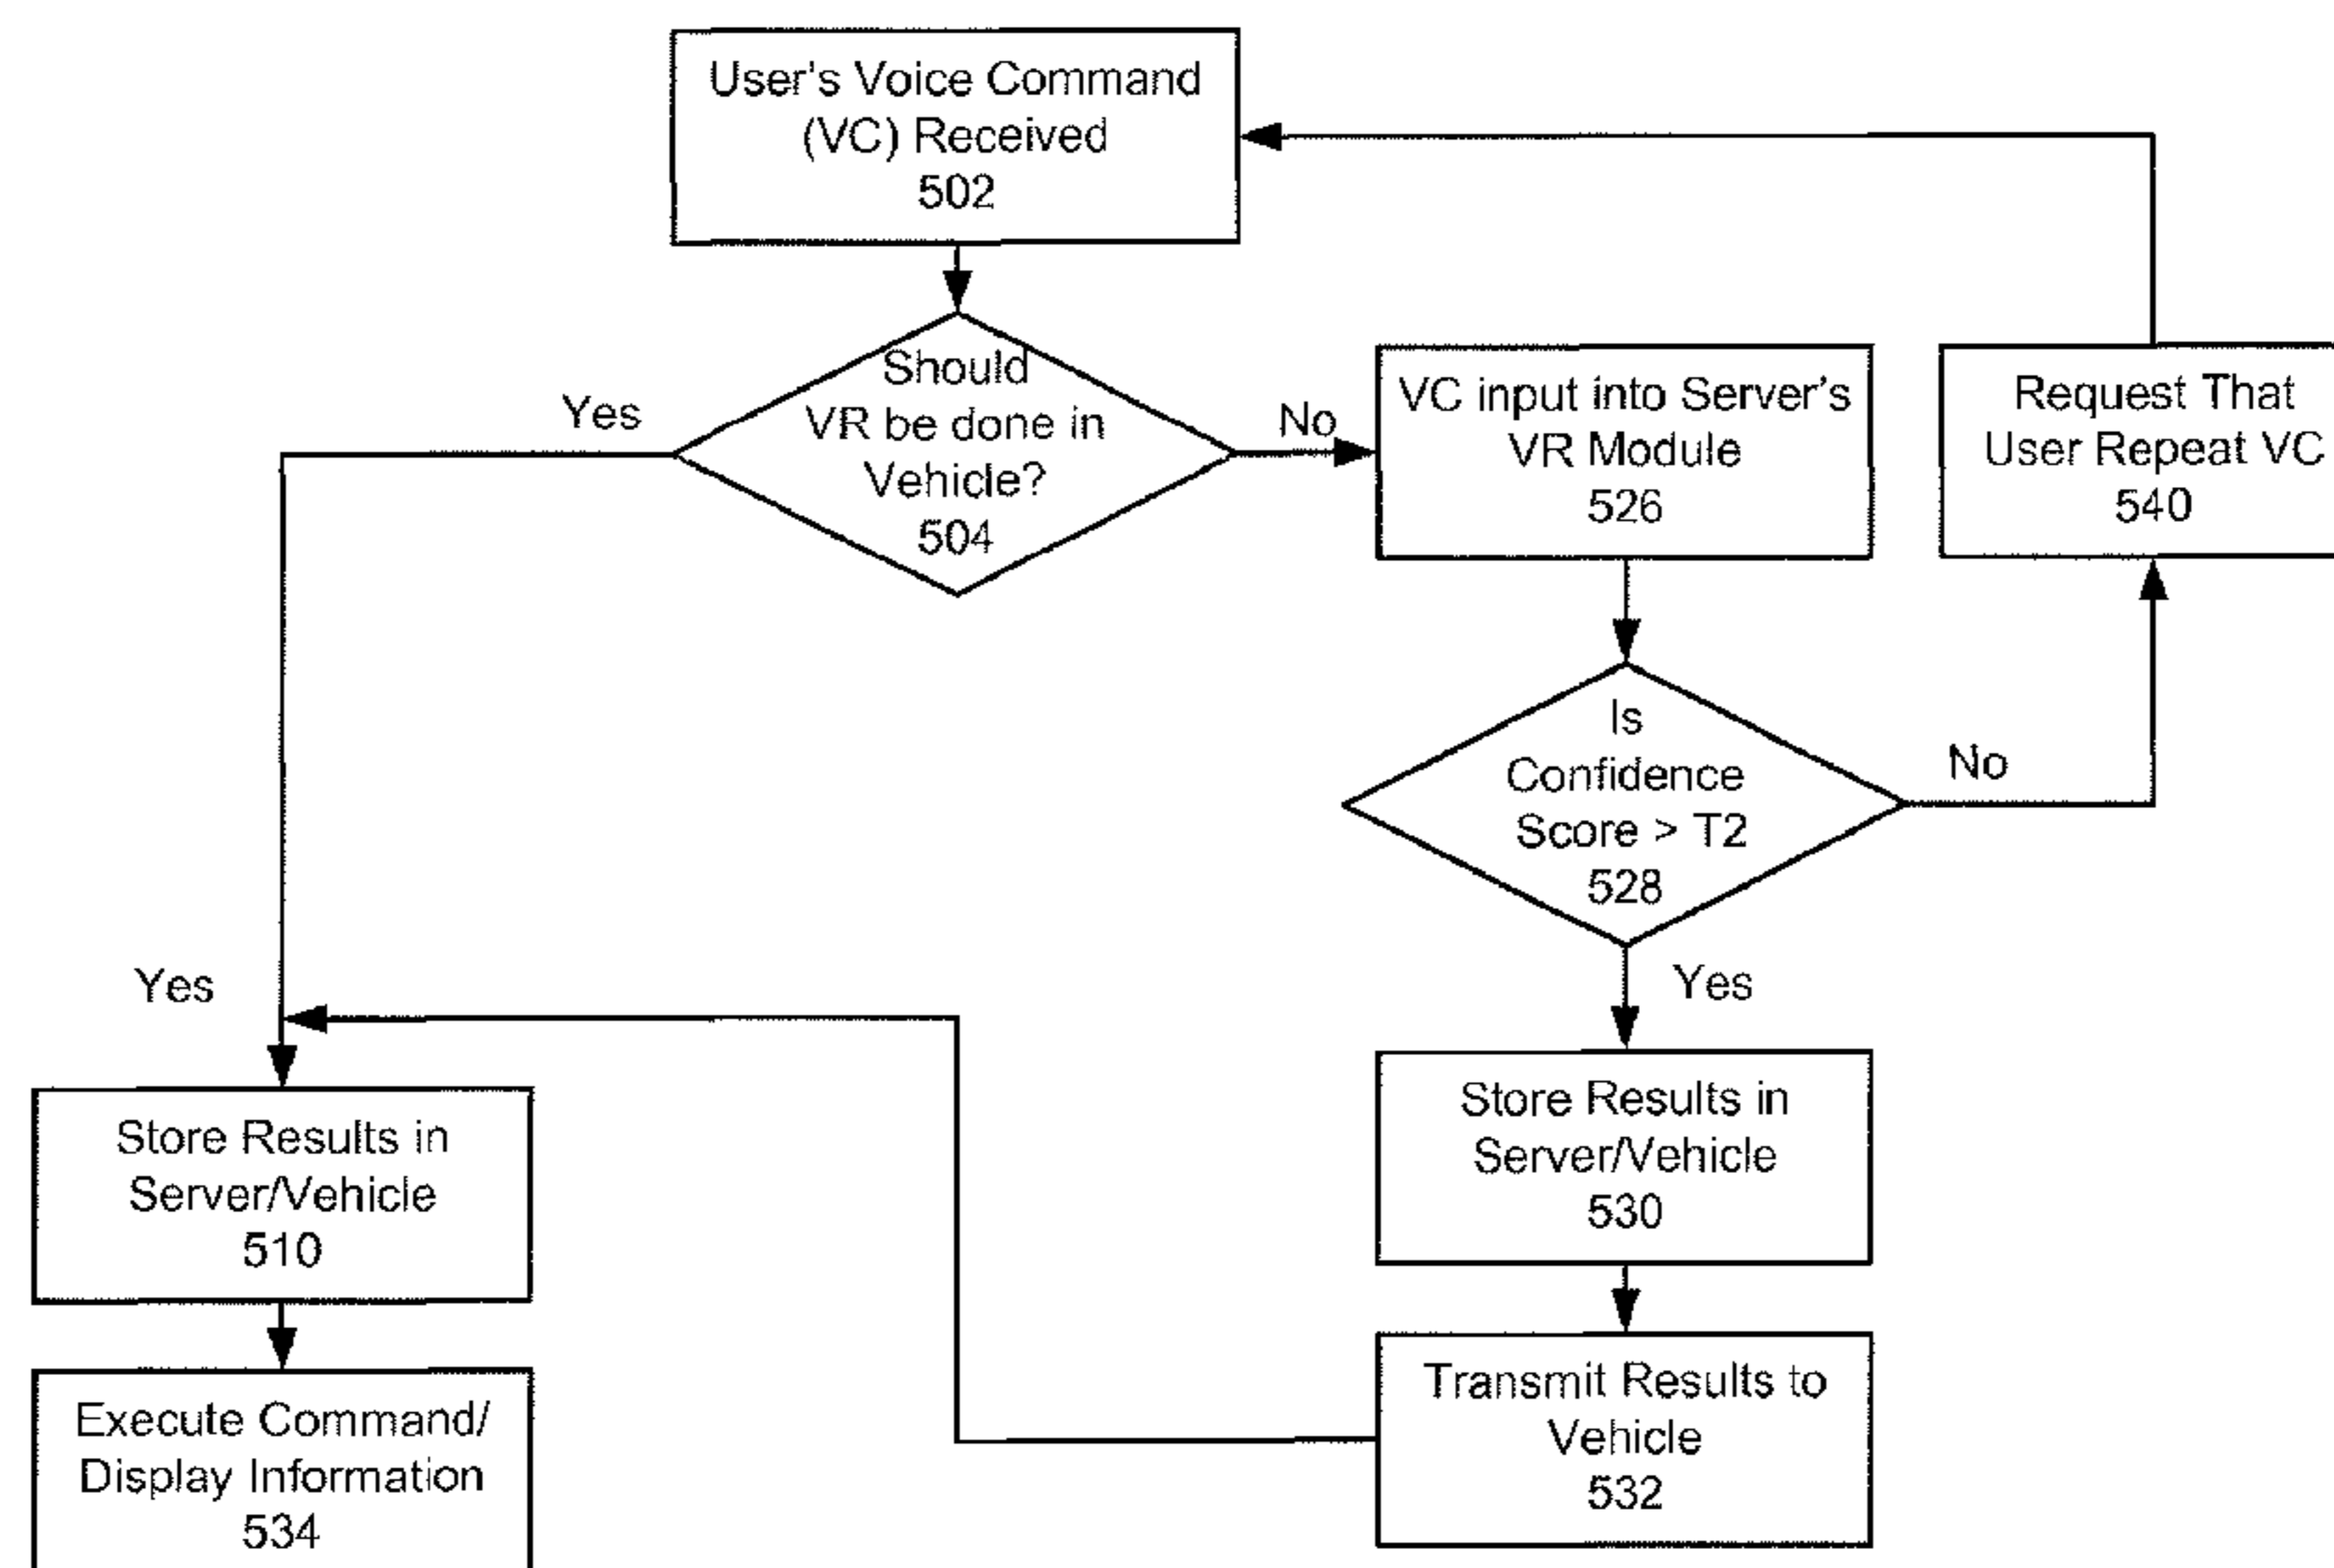 User's Voice Command
(VC) Received
502
Should
VR be done in
Vehicle?
504
Yes
No
VC input into Server's
VR Module
526
Request That
User Repeat VC
540
Is
Confidence
Score > T2
528
No
Yes
Yes
Store Results in
Server/Vehicle
510
Store Results in
Server/Vehicle
530
Execute Command/
Display Information
534
Transmit Results to
Vehicle
532